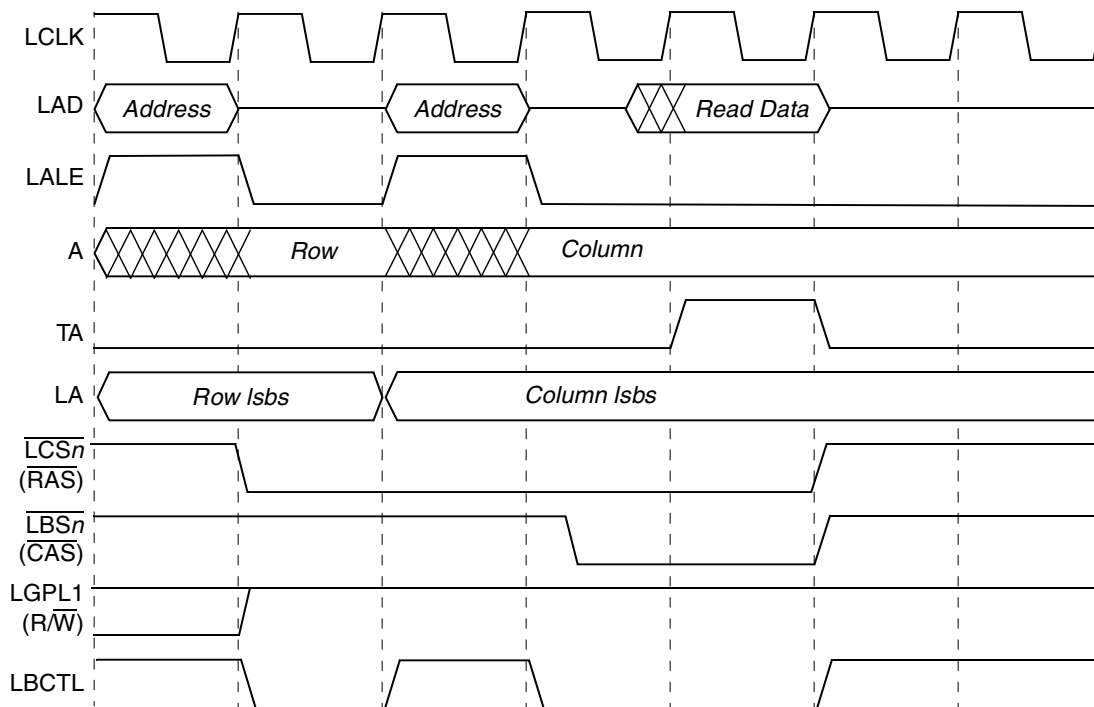 LCLK
LAD Address Address Read Data
LALE
A Row Column
TA
LA Row lsbs Column lsbs
LCSn
(RAS)
LBSn
(CAS)
LGPL1
(R/W)
LBCTL